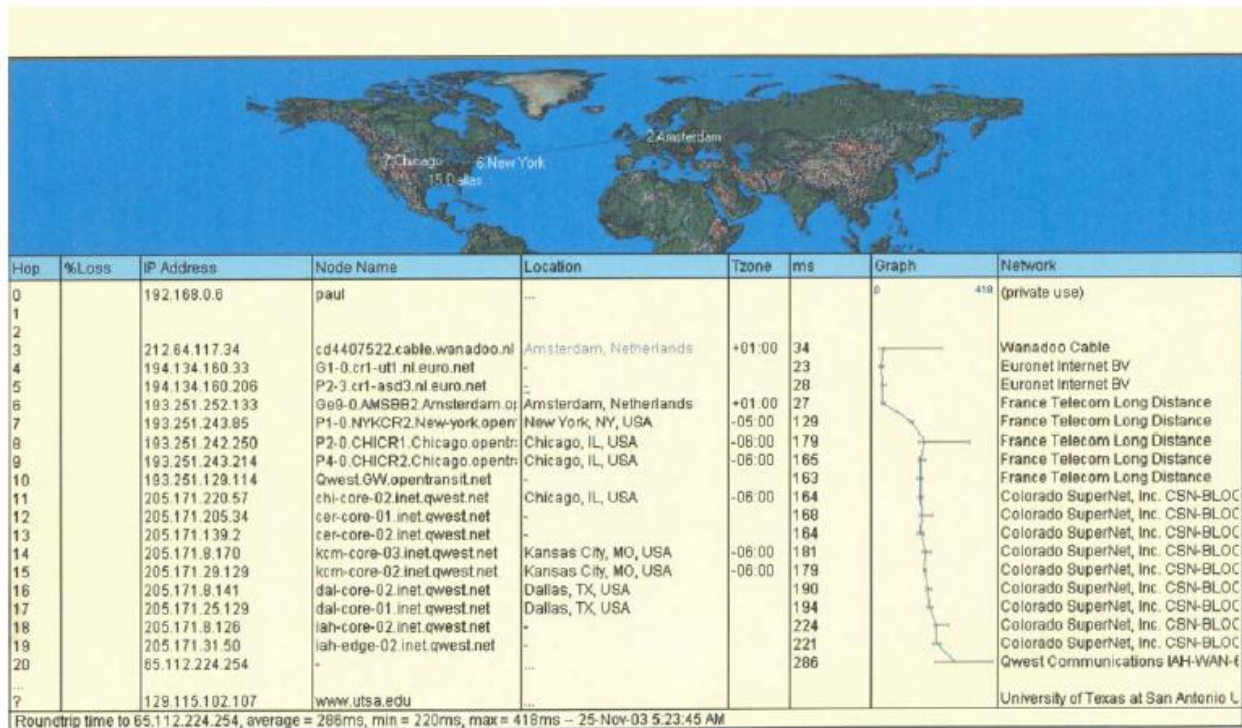 2.Amsterdam
7.Chicago
6.New York
15.Dallas
Hop %Loss IP Address Node Name Location Tzone ms Graph Network
0 192.168.0.6 paul ... 0 418 (private use)
1
2
3 212.64.117.34 cd4407522.cable.wanadoo.nl Amsterdam, Netherlands +01:00 34 Wanadoo Cable
4 194.134.160.33 G1-0.cr1-ut1.nl.euro.net - 23 Euronet Internet BV
5 194.134.160.206 P2-3.cr1-asd3.nl.euro.net - 28 Euronet Internet BV
6 193.251.252.133 Ge9-0.AMSBB2.Amsterdam.op Amsterdam, Netherlands +01:00 27 France Telecom Long Distance
7 193.251.243.85 P1-0.NYKCR2.New-york.open New York, NY, USA -05:00 129 France Telecom Long Distance
8 193.251.242.250 P2-0.CHICR1.Chicago.opentr Chicago, IL, USA -06:00 179 France Telecom Long Distance
9 193.251.243.214 P4-0.CHICR2.Chicago.opentr Chicago, IL, USA -06:00 165 France Telecom Long Distance
10 193.251.129.114 Qwest.GW.opentransit.net - 163 France Telecom Long Distance
11 205.171.220.57 chi-core-02.inet.qwest.net Chicago, IL, USA -06:00 164 Colorado SuperNet, Inc. CSN-BLOC
12 205.171.205.34 cer-core-01.inet.qwest.net - 168 Colorado SuperNet, Inc. CSN-BLOC
13 205.171.139.2 cer-core-02.inet.qwest.net - 164 Colorado SuperNet, Inc. CSN-BLOC
14 205.171.8.170 kcm-core-03.inet.qwest.net Kansas City, MO, USA -06:00 181 Colorado SuperNet, Inc. CSN-BLOC
15 205.171.29.129 kcm-core-02.inet.qwest.net Kansas City, MO, USA -06:00 179 Colorado SuperNet, Inc. CSN-BLOC
16 205.171.8.141 dal-core-02.inet.qwest.net Dallas, TX, USA 190 Colorado SuperNet, Inc. CSN-BLOC
17 205.171.25.129 dal-core-01.inet.qwest.net Dallas, TX, USA 194 Colorado SuperNet, Inc. CSN-BLOC
18 205.171.8.126 iah-core-02.inet.qwest.net - 224 Colorado SuperNet, Inc. CSN-BLOC
19 205.171.31.50 iah-edge-02.inet.qwest.net - 221 Colorado SuperNet, Inc. CSN-BLOC
20 65.112.224.254 - ... 286 Qwest Communications IAH-WAN-6
...
? 129.115.102.107 www.utsa.edu ... University of Texas at San Antonio U
Roundtrip time to 65.112.224.254, average = 286ms, min = 220ms, max = 418ms -- 25-Nov-03 5:23:45 AM